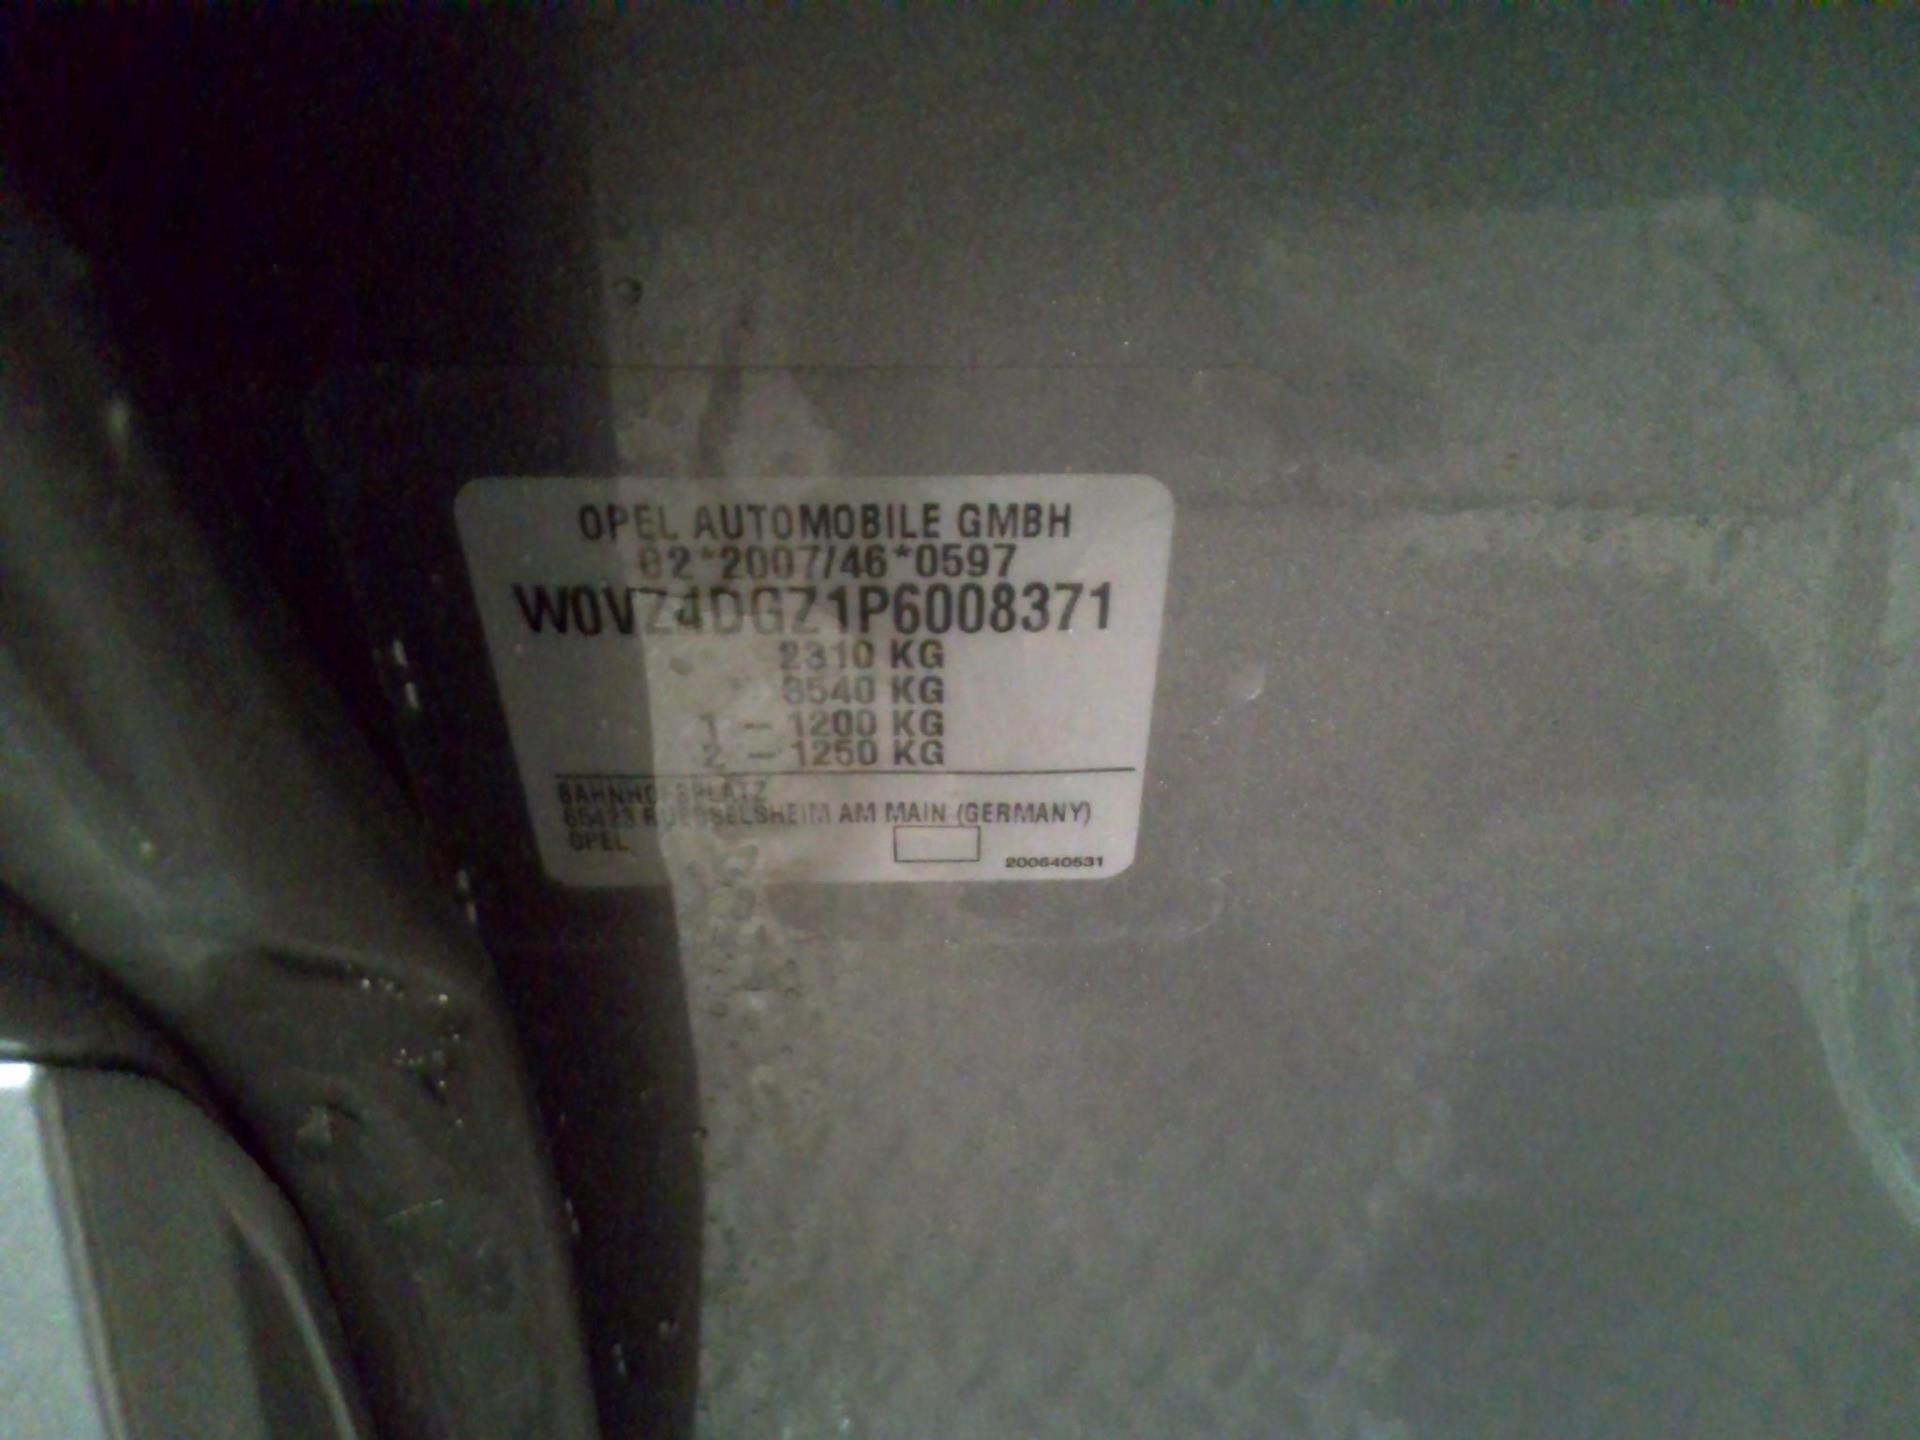 OPEL AUTOMOBILE GMBH
02*2007/46*0597
W0VZ4DGZ1P6008371
2310 KG
3540 KG
1 - 1200 KG
2 - 1250 KG
BAHNHOFSPLATZ
65423 RUESSELSHEIM AM MAIN (GERMANY)
OPEL
200640531